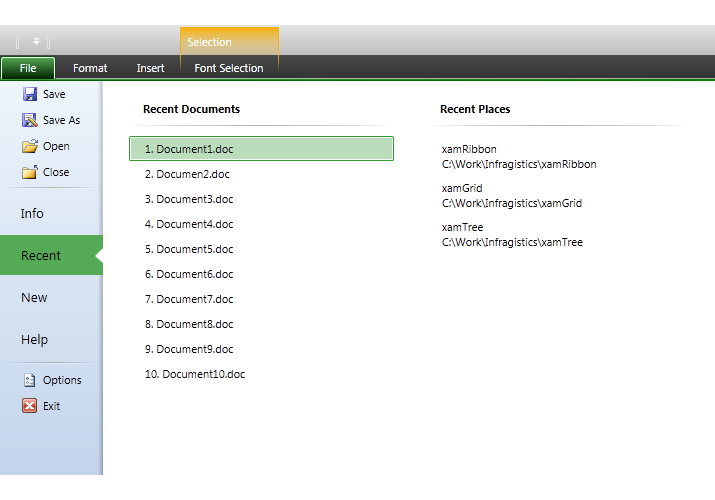 Selection
File Format Insert Font Selection
Save
Save As
Open
Close
Info
Recent
New
Help
Options
Exit
Recent Documents
1. Document1.doc
2. Documen2.doc
3. Document3.doc
4. Document4.doc
5. Document5.doc
6. Document6.doc
7. Document7.doc
8. Document8.doc
9. Document9.doc
10. Document10.doc
Recent Places
xamRibbon
C:\Work\Infragistics\xamRibbon
xamGrid
C:\Work\Infragistics\xamGrid
xamTree
C:\Work\Infragistics\xamTree